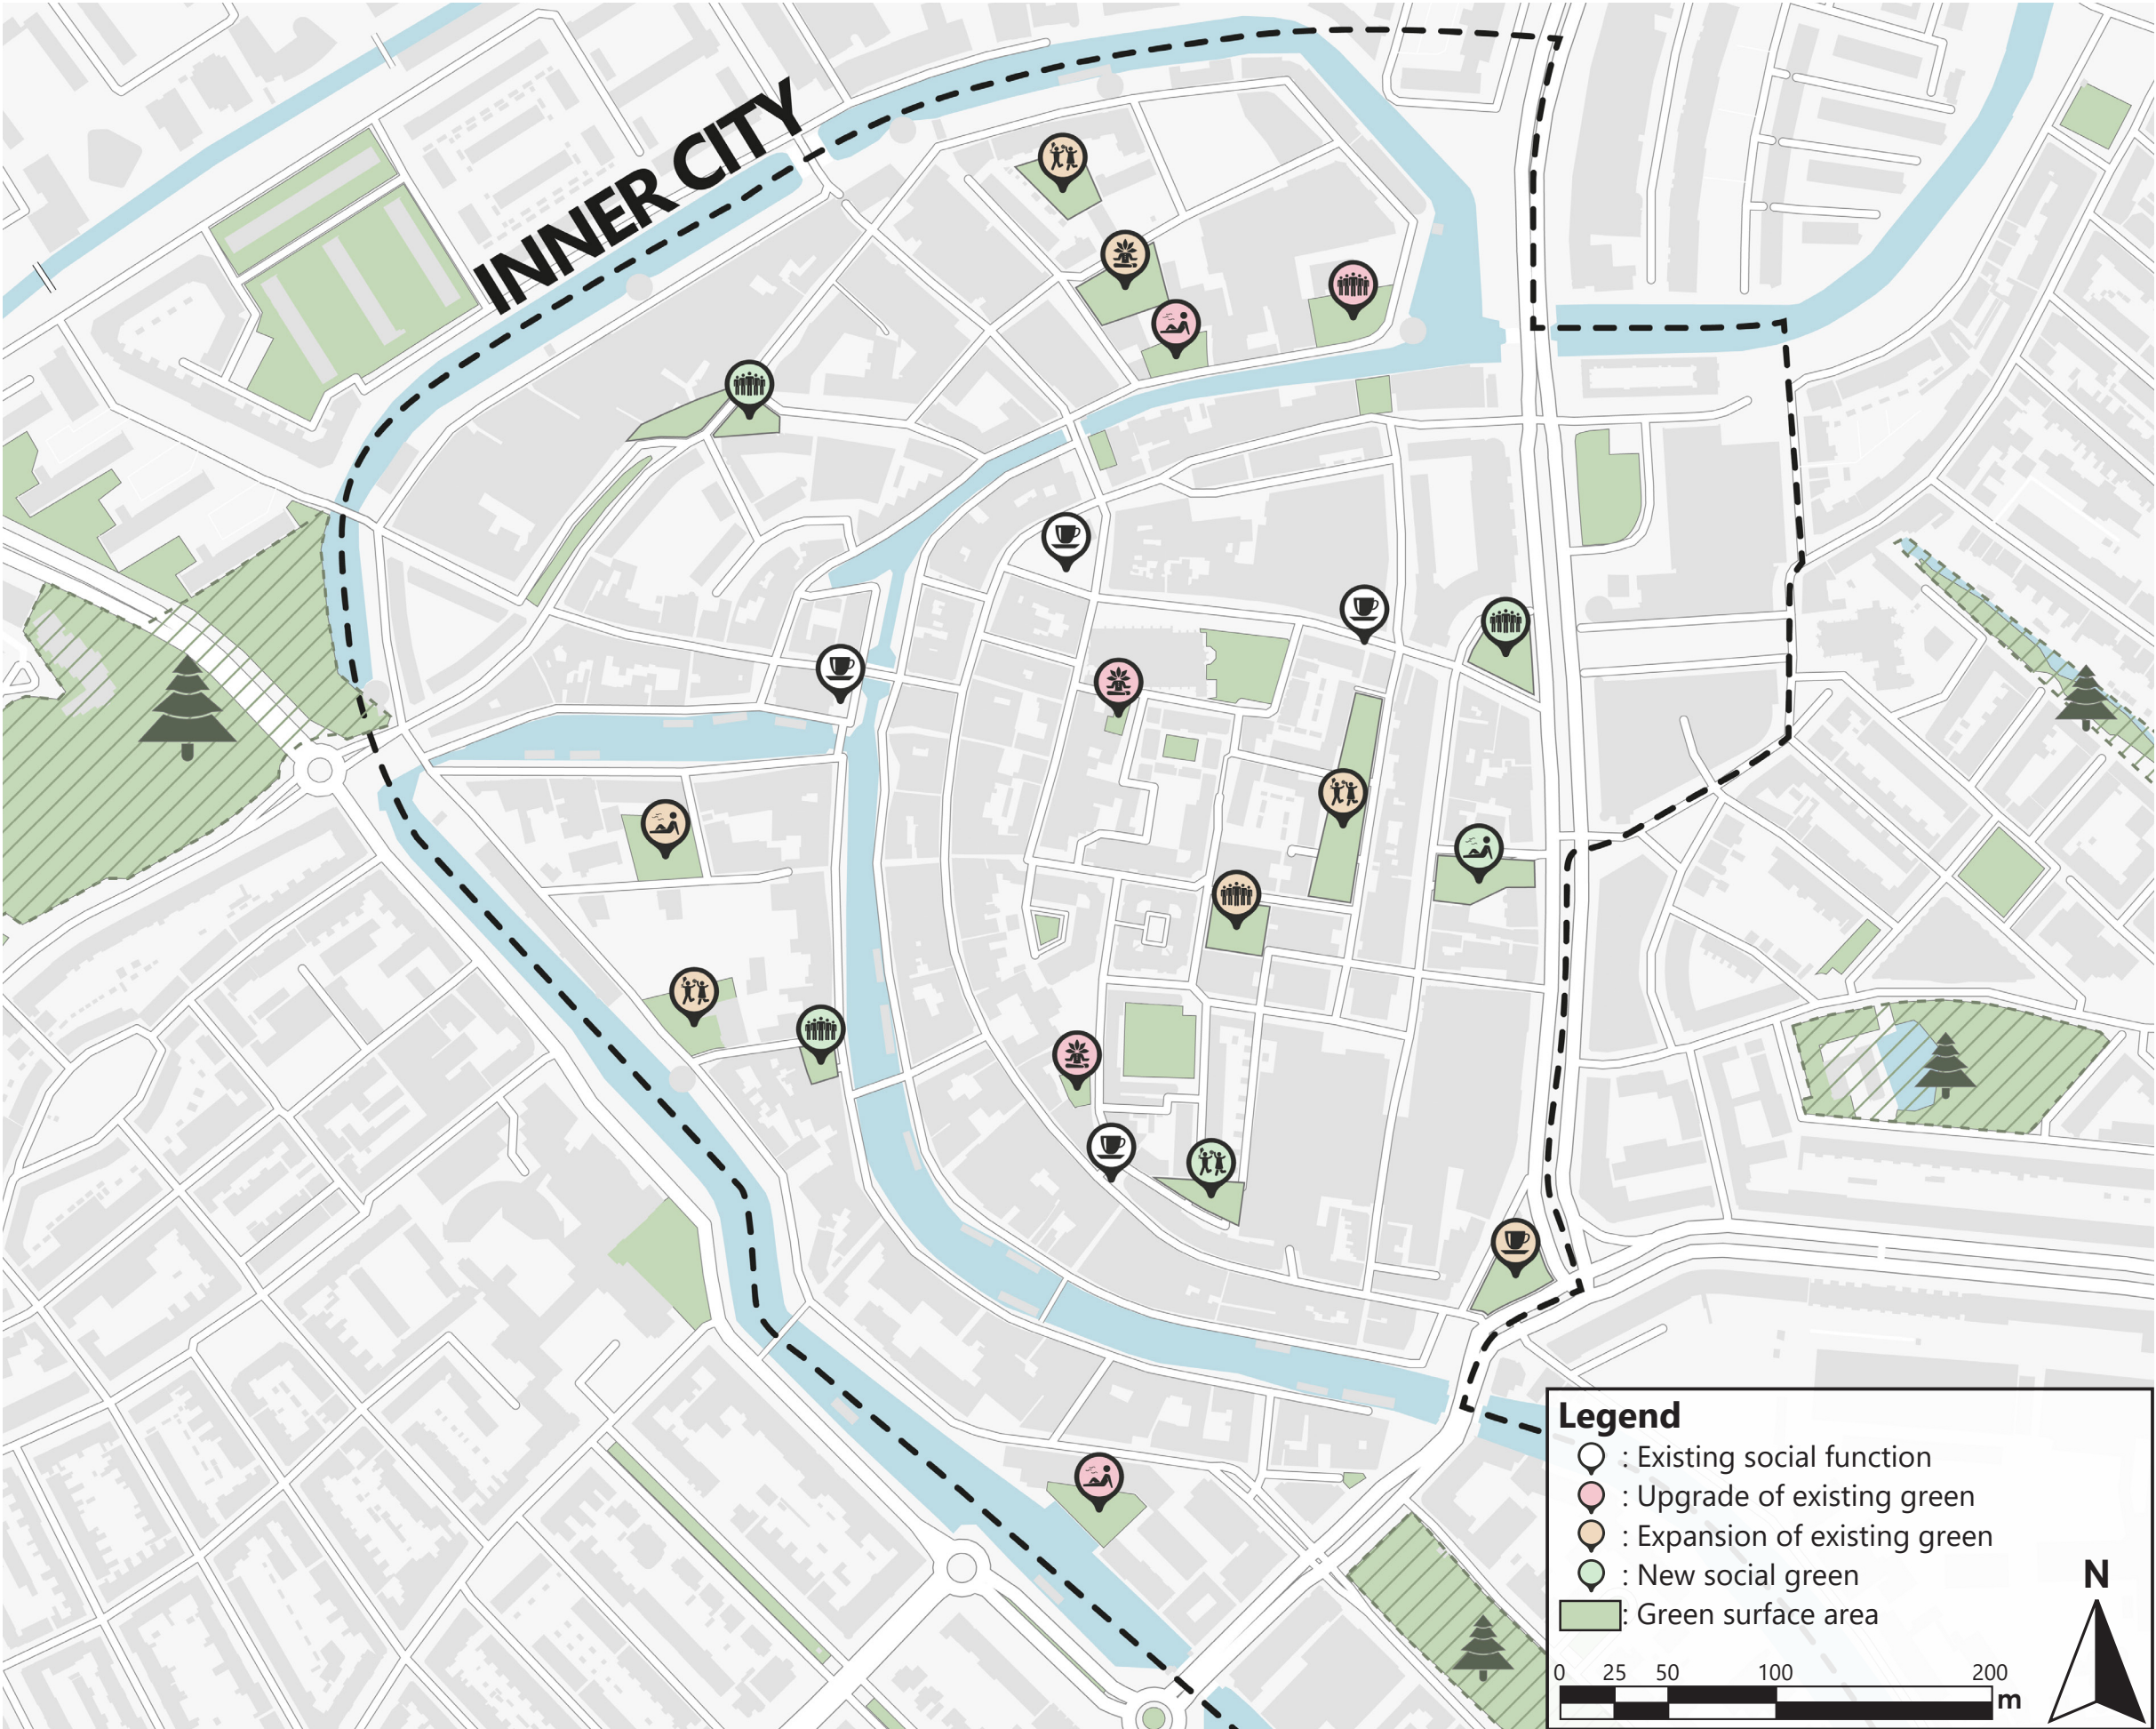 INNER CITY
Legend
: Existing social function
: Upgrade of existing green
: Expansion of existing green
: New social green
: Green surface area
N
0 25 50 100 200
m